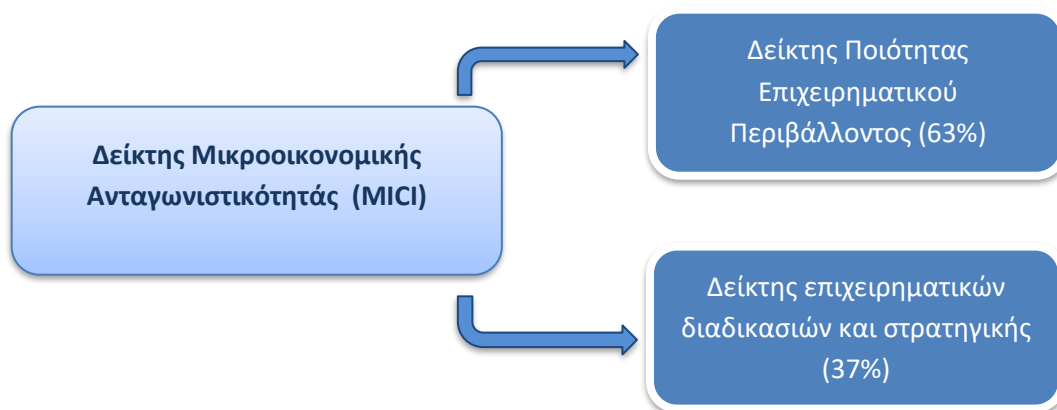 Δείκτης Μικροοικονομικής
Ανταγωνιστικότητάς (MICI)
Δείκτης Ποιότητας
Επιχειρηματικού
Περιβάλλοντος (63%)
Δείκτης επιχειρηματικών
διαδικασιών και στρατηγικής
(37%)